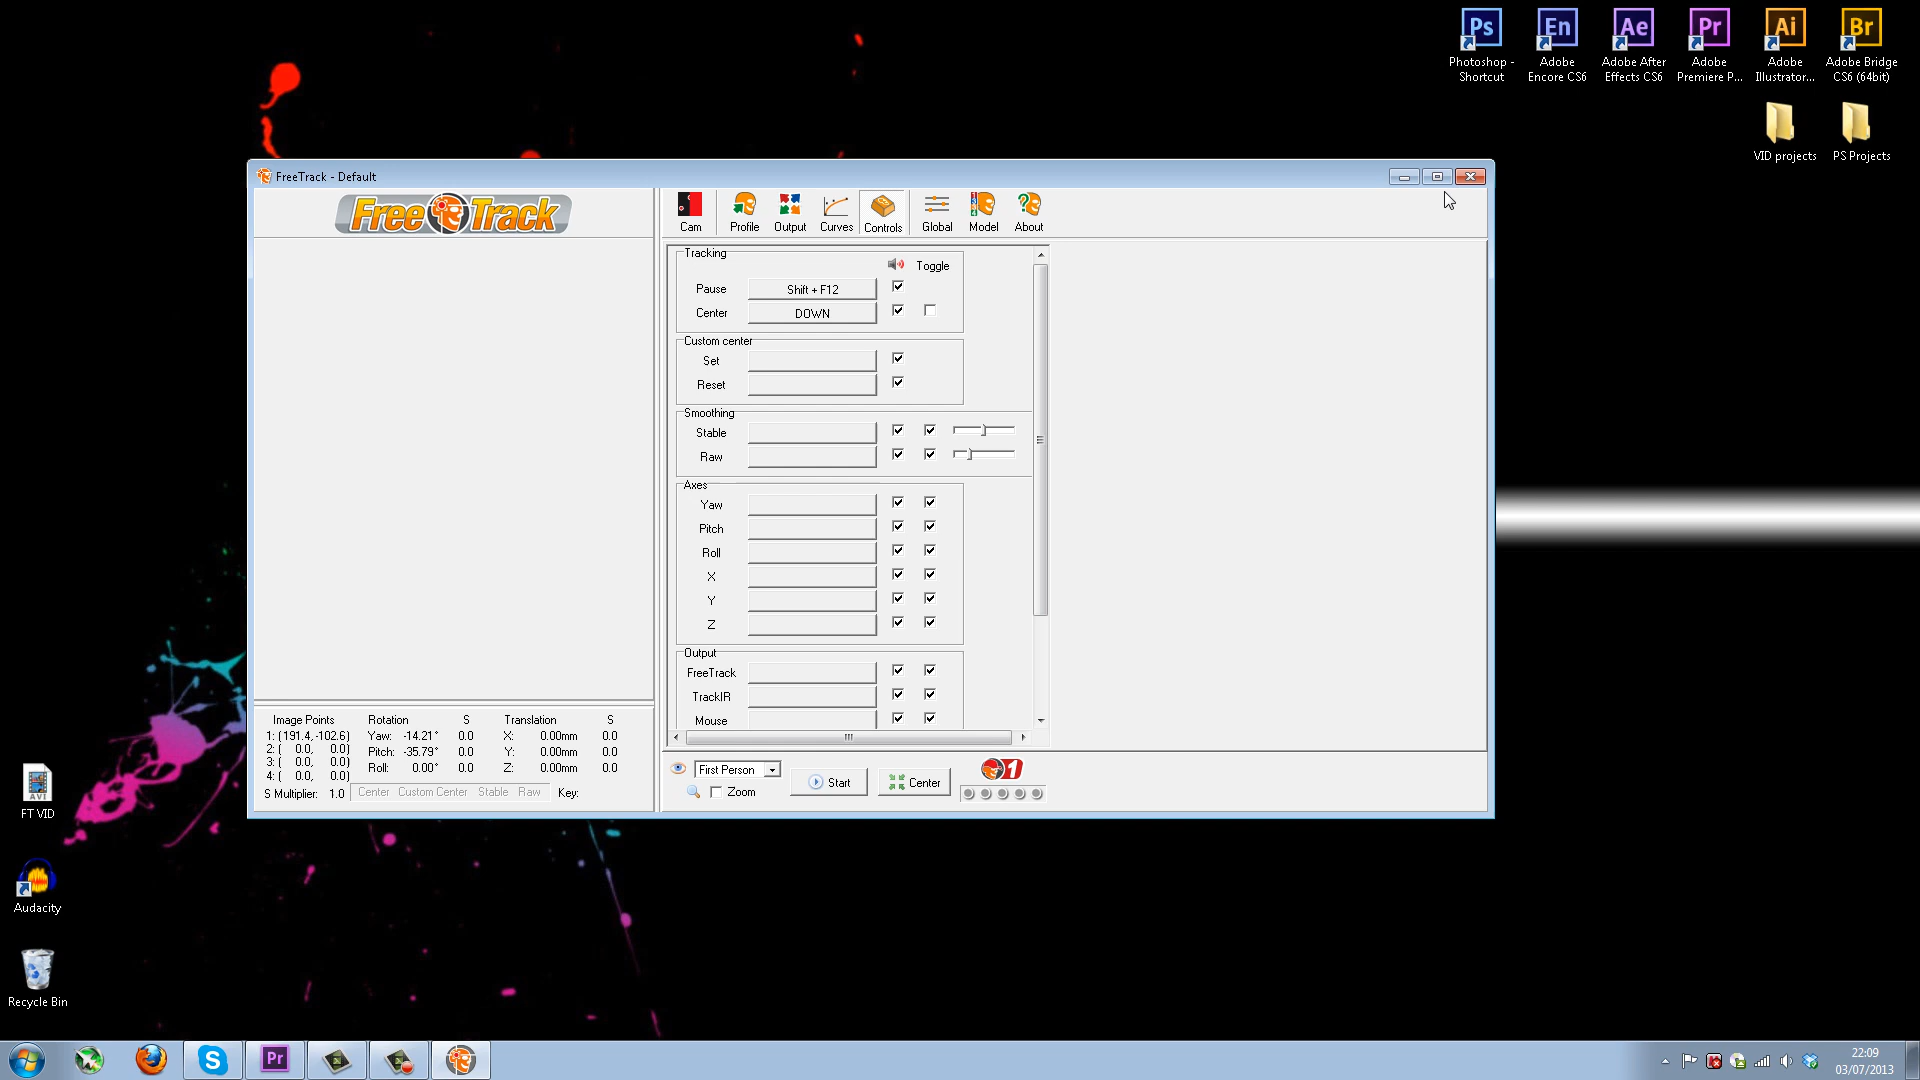 Ps
En
Ae
Pr
Ai
Br
Photoshop - Shortcut
Adobe Encore CS6
Adobe After Effects CS6
Adobe Premiere P...
Adobe Illustrator...
Adobe Bridge CS6 (64bit)
VID projects
PS Projects
FreeTrack - Default
Free Track
Cam
Profile
Output
Curves
Controls
Global
Model
About
Tracking
Toggle
Pause
Shift + F12
Center
DOWN
Custom center
Set
Reset
Smoothing
Stable
Raw
Axes
Yaw
Pitch
Roll
X
Y
Z
Output
FreeTrack
TrackIR
Mouse
Image Points
Rotation S
Translation S
1: (191.4, -102.6)
Yaw: -14.21° 0.0
X: 0.00mm 0.0
2: ( 0.0, 0.0)
Pitch: -35.79° 0.0
Y: 0.00mm 0.0
3: ( 0.0, 0.0)
Roll: 0.00° 0.0
Z: 0.00mm 0.0
4: ( 0.0, 0.0)
S Multiplier: 1.0
Center Custom Center Stable Raw
Key:
First Person
Zoom
Start
Center
1
AVI
FT VID
Audacity
Recycle Bin
S
Pr
22:09
03/07/2013